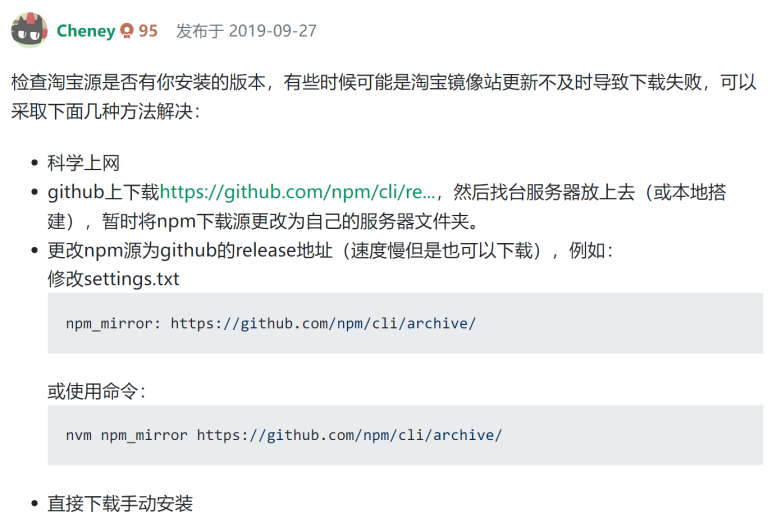 Cheney 95 发布于 2019-09-27
检查淘宝源是否有你安装的版本，有些时候可能是淘宝镜像站更新不及时导致下载失败，可以
采取下面几种方法解决：
科学上网
github上下载https://github.com/npm/cli/re...，然后找台服务器放上去（或本地搭
建），暂时将npm下载源更改为自己的服务器文件夹。
更改npm源为github的release地址（速度慢但是也可以下载），例如：
修改settings.txt
npm_mirror: https://github.com/npm/cli/archive/
或使用命令：
nvm npm_mirror https://github.com/npm/cli/archive/
直接下载手动安装